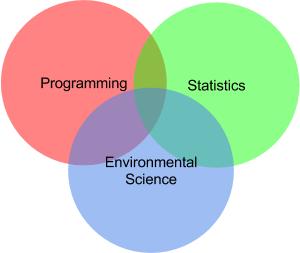 Programming
Statistics
Environmental
Science